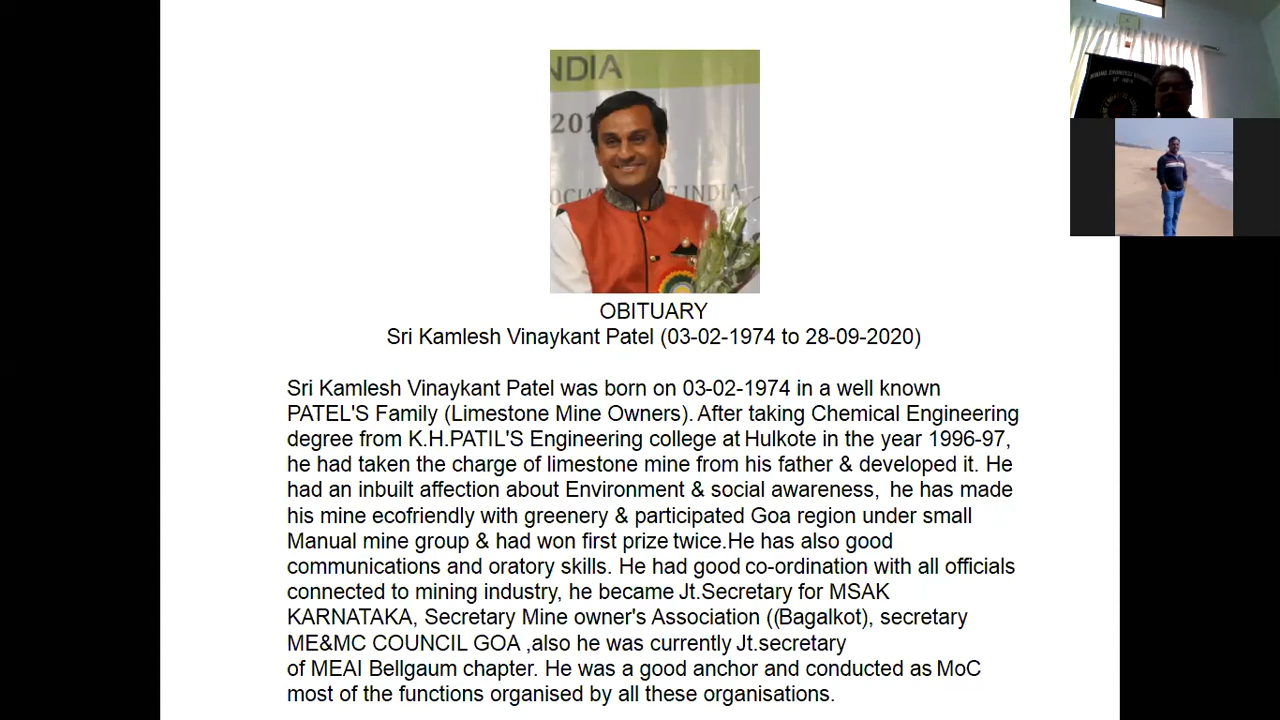 NDIA
201
SOCIATION OF INDIA
OBITUARY
Sri Kamlesh Vinaykant Patel (03-02-1974 to 28-09-2020)
Sri Kamlesh Vinaykant Patel was born on 03-02-1974 in a well known
PATEL'S Family (Limestone Mine Owners). After taking Chemical Engineering
degree from K.H.PATIL'S Engineering college at Hulkote in the year 1996-97,
he had taken the charge of limestone mine from his father & developed it. He
had an inbuilt affection about Environment & social awareness, he has made
his mine ecofriendly with greenery & participated Goa region under small
Manual mine group & had won first prize twice.He has also good
communications and oratory skills. He had good co-ordination with all officials
connected to mining industry, he became Jt.Secretary for MSAK
KARNATAKA, Secretary Mine owner's Association ((Bagalkot), secretary
ME&MC COUNCIL GOA ,also he was currently Jt.secretary
of MEAI Bellgaum chapter. He was a good anchor and conducted as MoC
most of the functions organised by all these organisations.